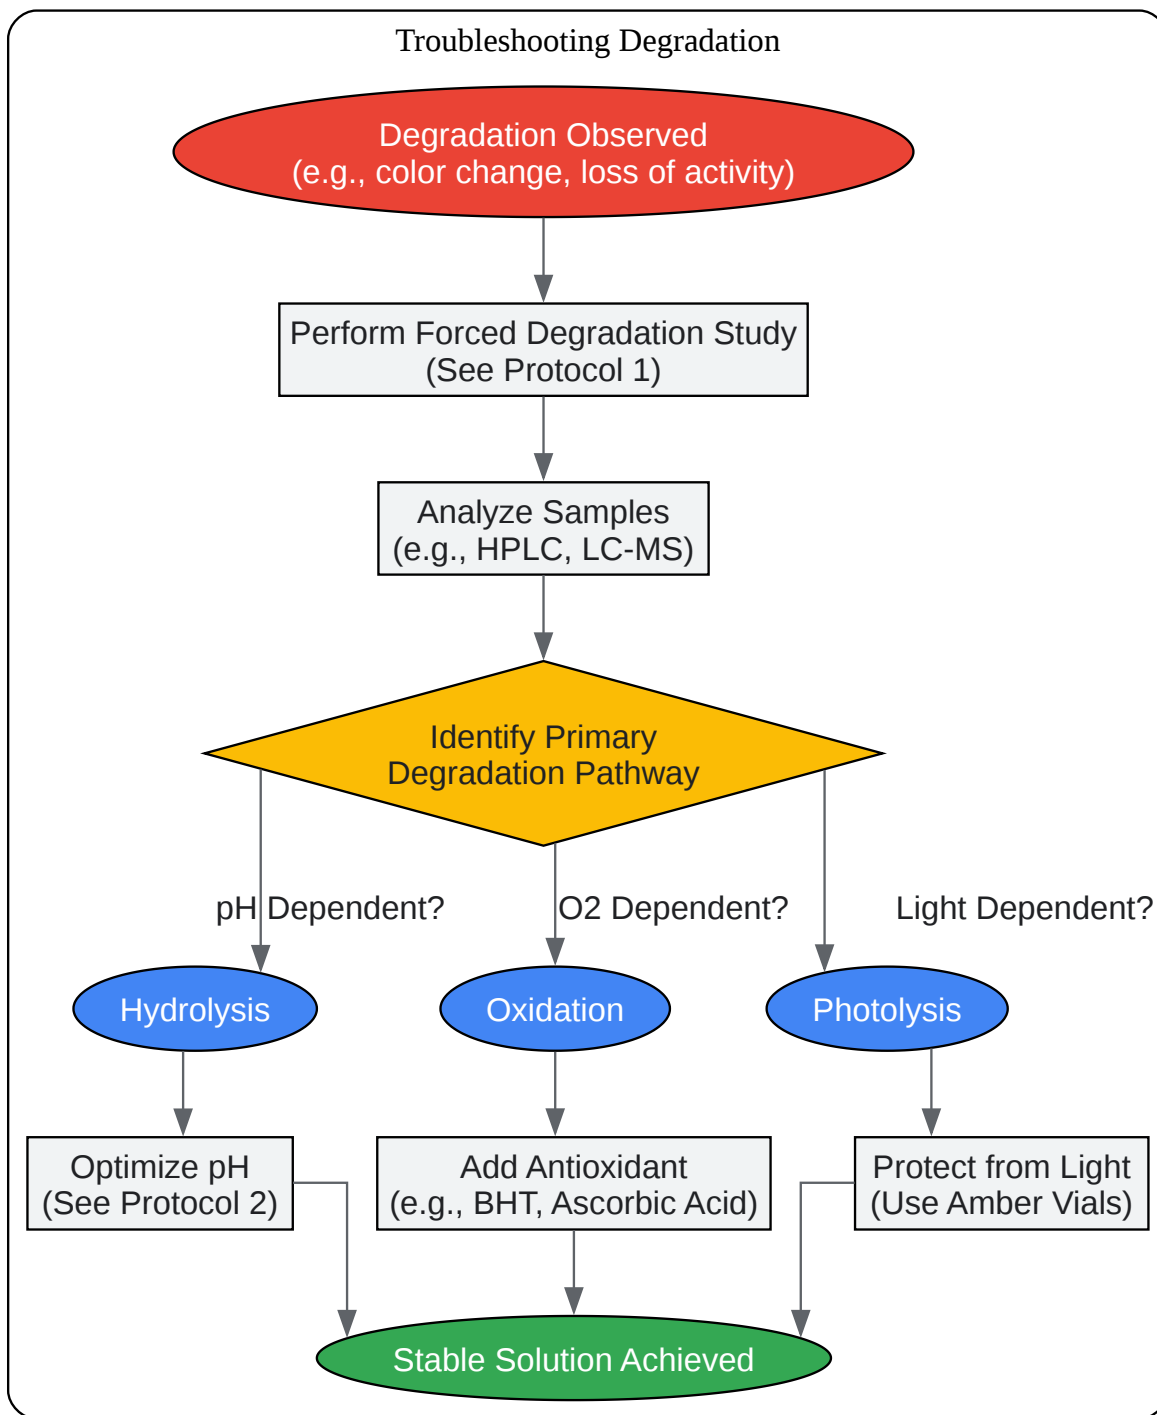 Troubleshooting Degradation
Degradation Observed
(e.g., color change, loss of activity)
Perform Forced Degradation Study
(See Protocol 1)
Analyze Samples
(e.g., HPLC, LC-MS)
Identify Primary
Degradation Pathway
pH Dependent?
O2 Dependent?
Light Dependent?
Hydrolysis
Oxidation
Photolysis
Optimize pH
(See Protocol 2)
Add Antioxidant
(e.g., BHT, Ascorbic Acid)
Protect from Light
(Use Amber Vials)
Stable Solution Achieved